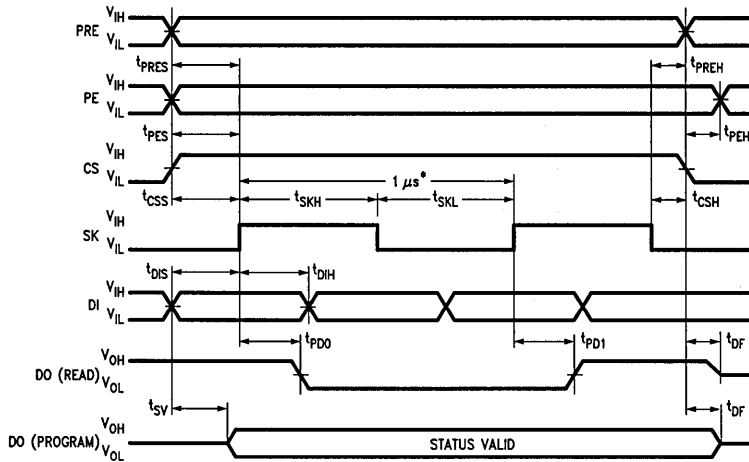 V_IH
PRE
V_IL
t_PRES
t_PREH
V_IH
PE
V_IL
t_PES
t_PEH
V_IH
CS
V_IL
1 μs*
t_CSS
t_SKH
t_SKL
t_CSH
V_IH
SK
V_IL
t_DIS
t_DIH
V_IH
DI
V_IL
t_PD0
t_PD1
t_DF
V_OH
DO (READ)
V_OL
t_SV
t_DF
V_OH
DO (PROGRAM)
STATUS VALID
V_OL